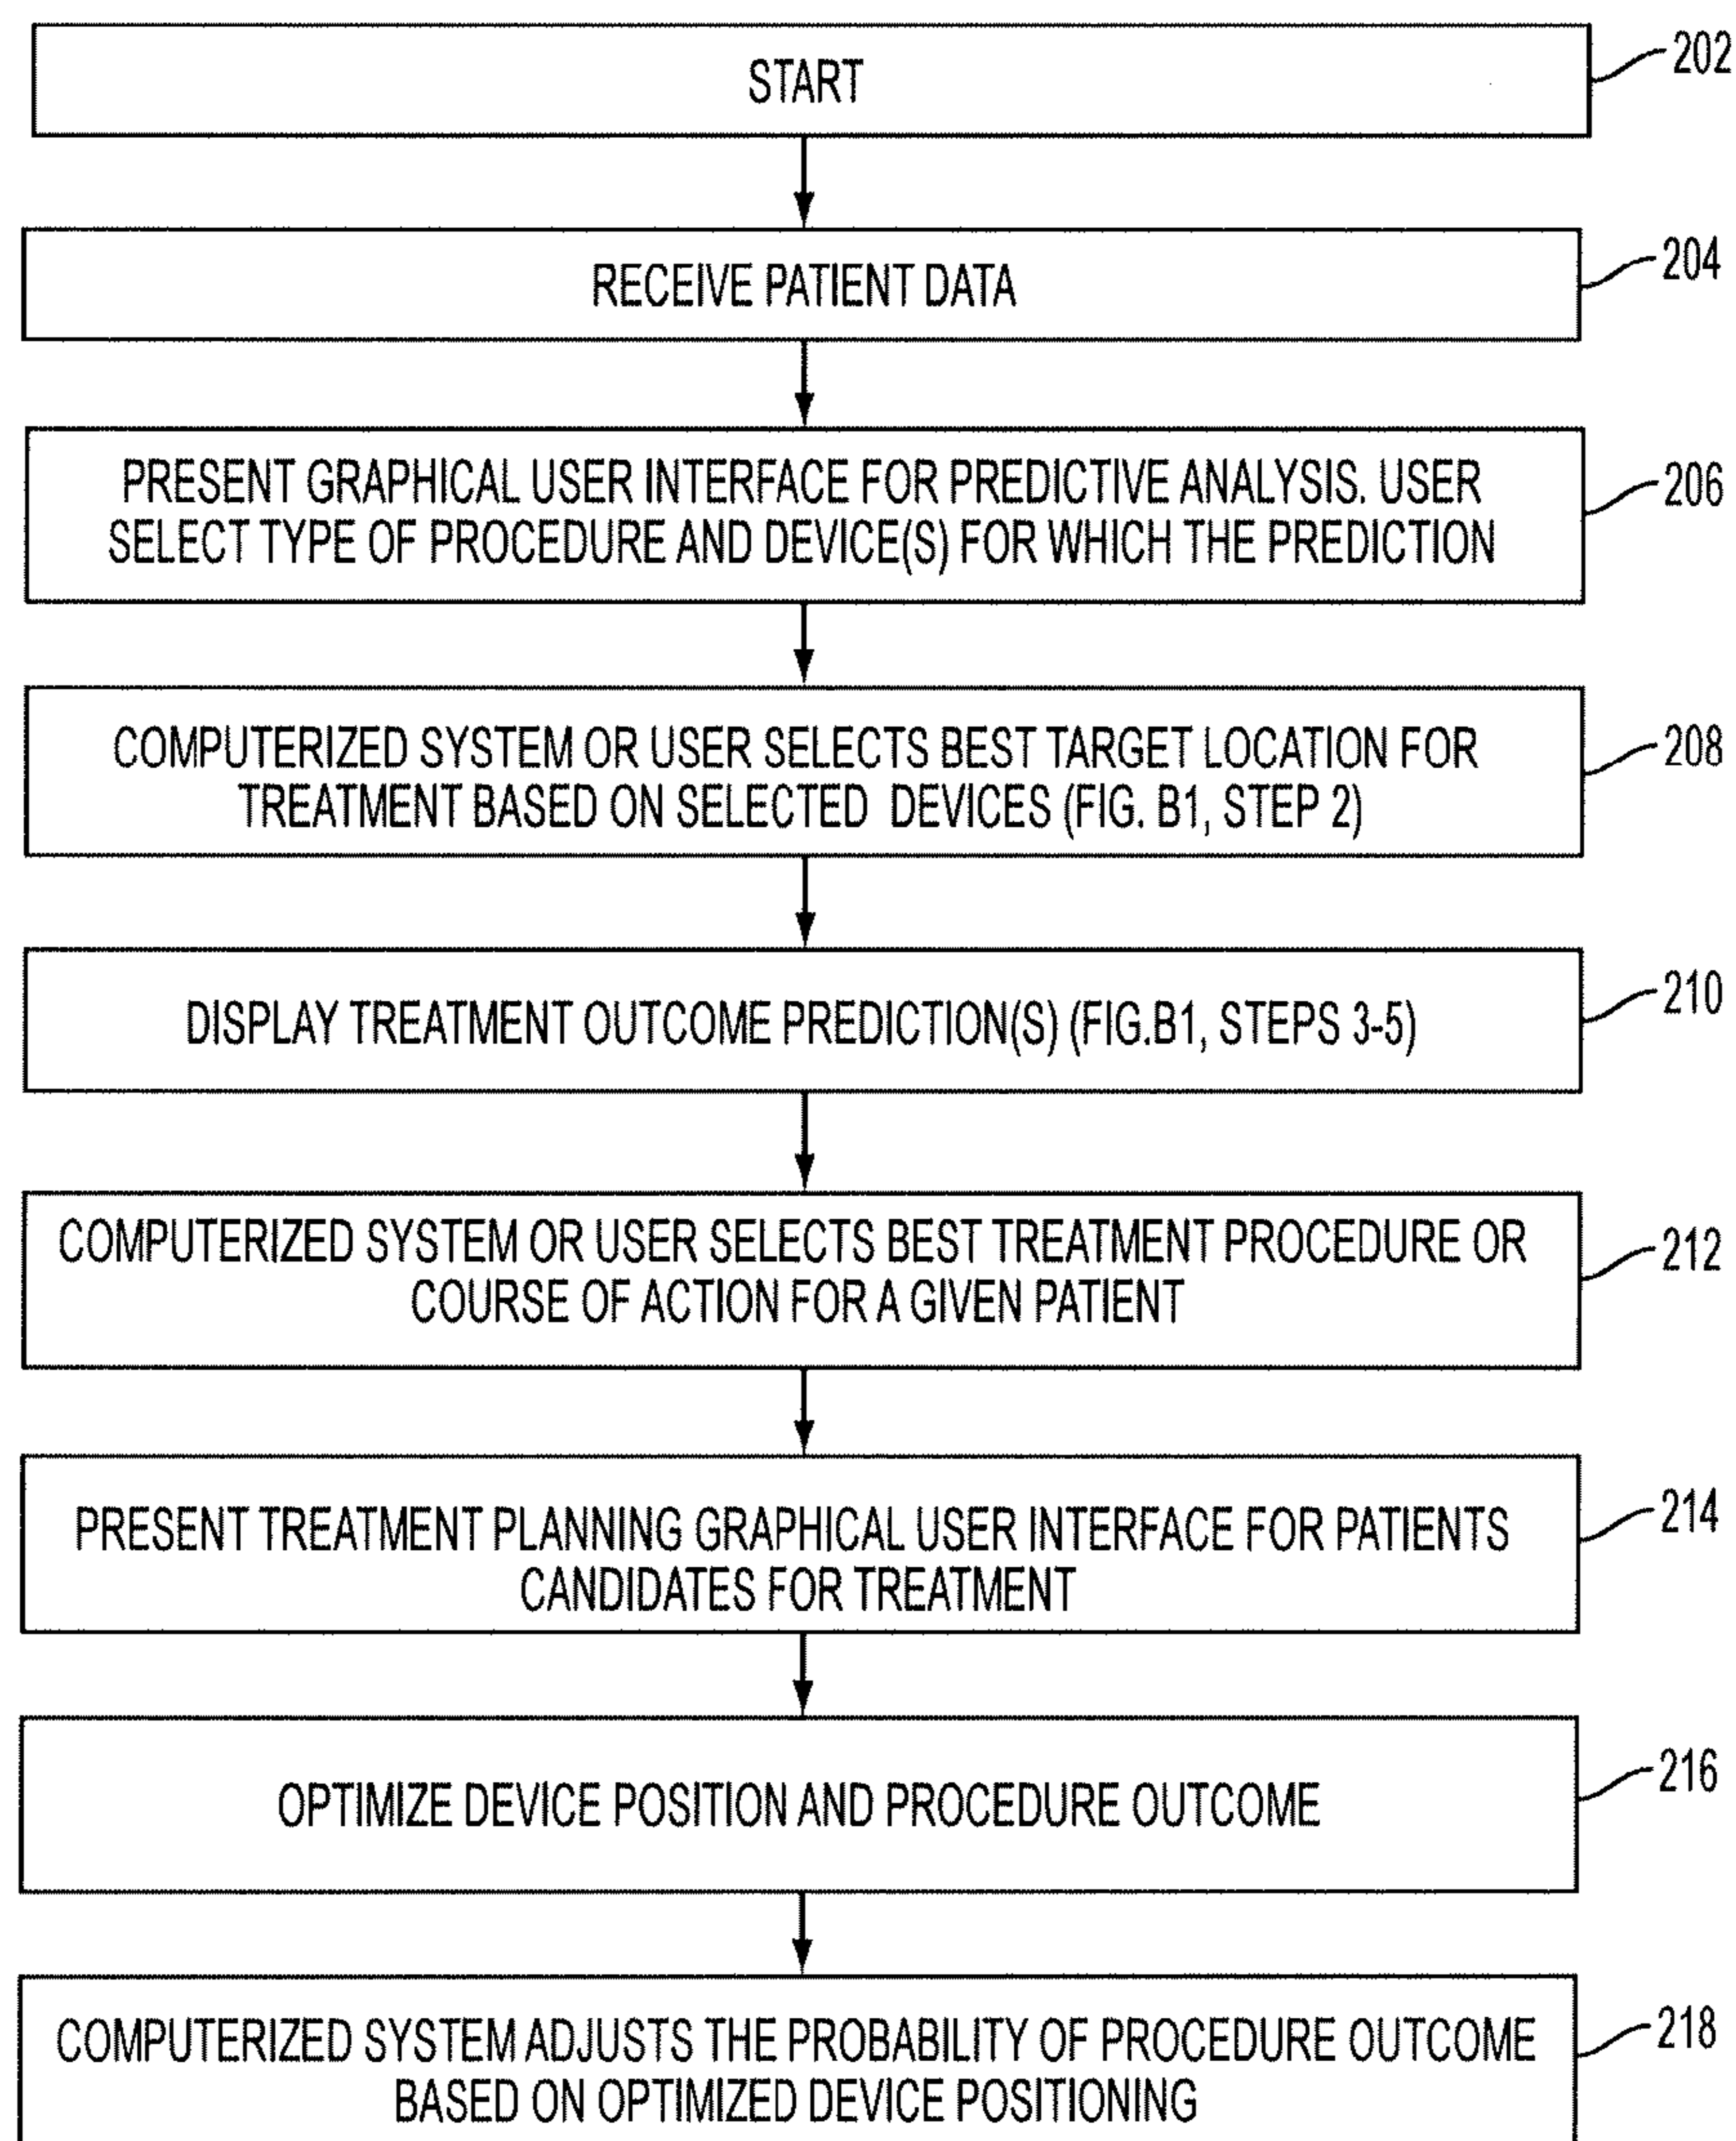 START
202
RECEIVE PATIENT DATA
204
PRESENT GRAPHICAL USER INTERFACE FOR PREDICTIVE ANALYSIS. USER
SELECT TYPE OF PROCEDURE AND DEVICE(S) FOR WHICH THE PREDICTION
206
COMPUTERIZED SYSTEM OR USER SELECTS BEST TARGET LOCATION FOR
TREATMENT BASED ON SELECTED DEVICES (FIG. B1, STEP 2)
208
DISPLAY TREATMENT OUTCOME PREDICTION(S) (FIG.B1, STEPS 3-5)
210
COMPUTERIZED SYSTEM OR USER SELECTS BEST TREATMENT PROCEDURE OR
COURSE OF ACTION FOR A GIVEN PATIENT
212
PRESENT TREATMENT PLANNING GRAPHICAL USER INTERFACE FOR PATIENTS
CANDIDATES FOR TREATMENT
214
OPTIMIZE DEVICE POSITION AND PROCEDURE OUTCOME
216
COMPUTERIZED SYSTEM ADJUSTS THE PROBABILITY OF PROCEDURE OUTCOME
BASED ON OPTIMIZED DEVICE POSITIONING
218